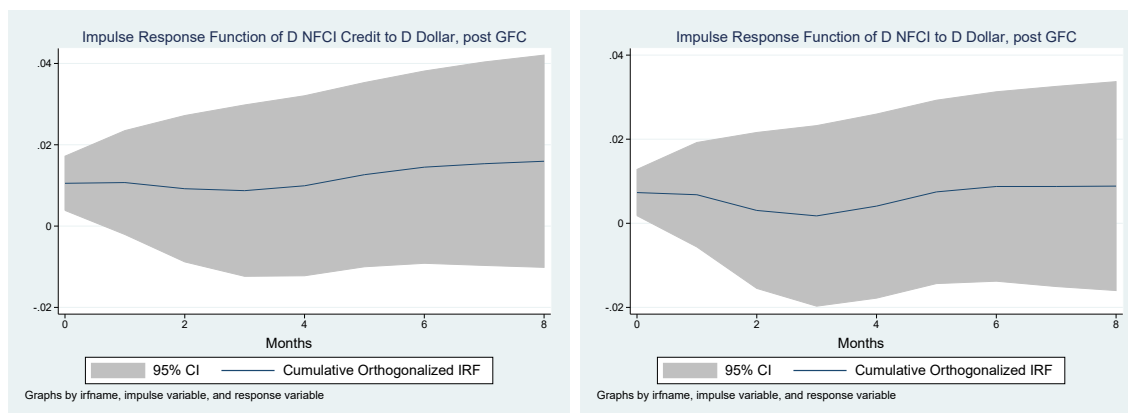 Impulse Response Function of D NFCI Credit to D Dollar, post GFC
.04
.02
0
-.02
0 2 4 6 8
Months
95% CI Cumulative Orthogonalized IRF
Graphs by irfname, impulse variable, and response variable
Impulse Response Function of D NFCI to D Dollar, post GFC
.04
.02
0
-.02
0 2 4 6 8
Months
95% CI Cumulative Orthogonalized IRF
Graphs by irfname, impulse variable, and response variable